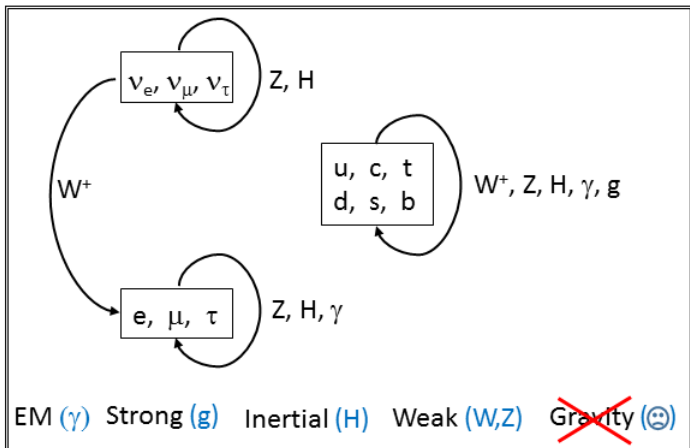 νe, νμ, ντ
Z, H
u, c, t
d, s, b
W+, Z, H, γ, g
W+
e, μ, τ
Z, H, γ
EM (γ) Strong (g) Inertial (H) Weak (W,Z) Gravity (☹)